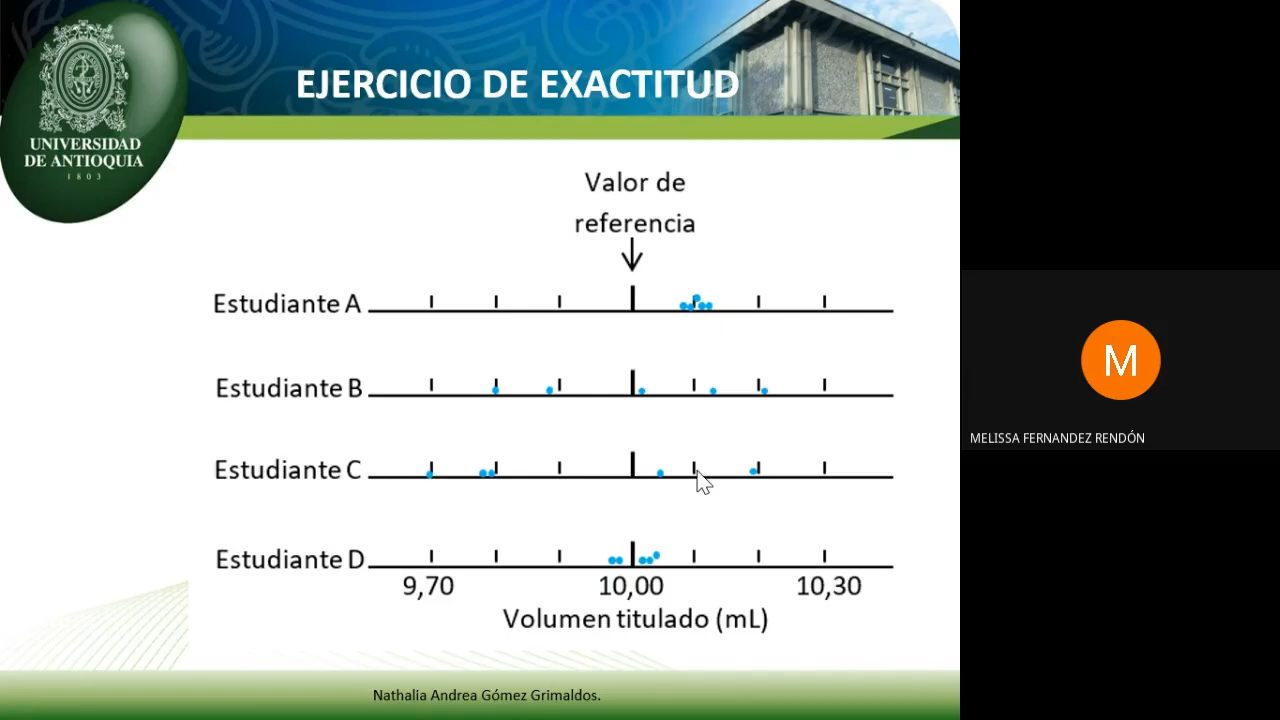 EJERCICIO DE EXACTITUD
UNIVERSIDAD
DE ANTIOQUIA
1803
Valor de
referencia
Estudiante A
Estudiante B
Estudiante C
Estudiante D
9,70 10,00 10,30
Volumen titulado (mL)
Nathalia Andrea Gómez Grimaldos.
M
MELISSA FERNANDEZ RENDÓN